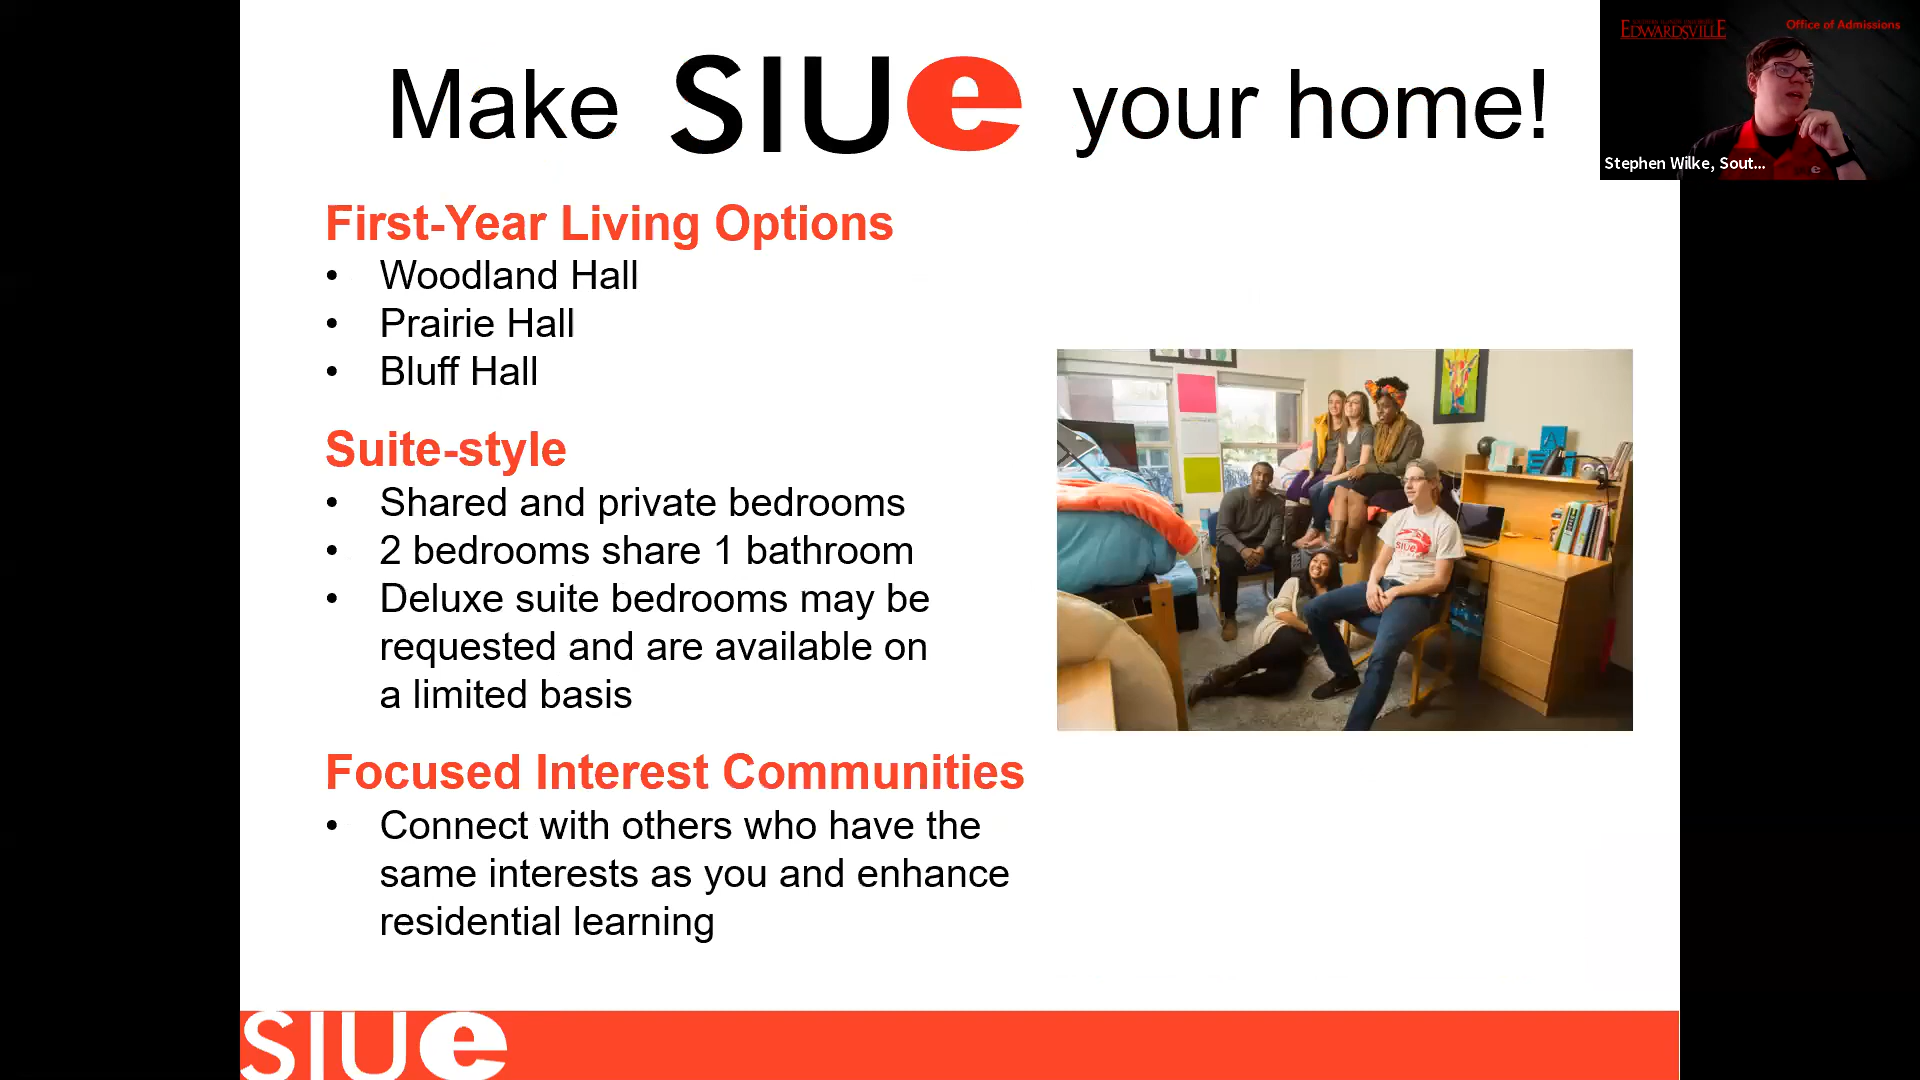 Make SIUe your home!
First-Year Living Options
• Woodland Hall
• Prairie Hall
• Bluff Hall
Suite-style
• Shared and private bedrooms
• 2 bedrooms share 1 bathroom
• Deluxe suite bedrooms may be
requested and are available on
a limited basis
Focused Interest Communities
• Connect with others who have the
same interests as you and enhance
residential learning
SIUe
EDWARDSVILLE
Office of Admissions
Stephen Wilke, Sout...
SIUe